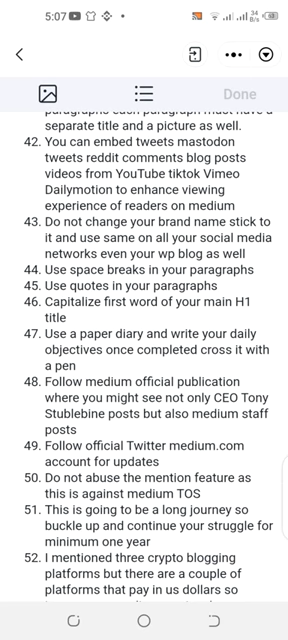 5:07
34
B/s
Done
separate title and a picture as well.
42. You can embed tweets mastodon
tweets reddit comments blog posts
videos from YouTube tiktok Vimeo
Dailymotion to enhance viewing
experience of readers on medium
43. Do not change your brand name stick to
it and use same on all your social media
networks even your wp blog as well
44. Use space breaks in your paragraphs
45. Use quotes in your paragraphs
46. Capitalize first word of your main H1
title
47. Use a paper diary and write your daily
objectives once completed cross it with
a pen
48. Follow medium official publication
where you might see not only CEO Tony
Stublebine posts but also medium staff
posts
49. Follow official Twitter medium.com
account for updates
50. Do not abuse the mention feature as
this is against medium TOS
51. This is going to be a long journey so
buckle up and continue your struggle for
minimum one year
52. I mentioned three crypto blogging
platforms but there are a couple of
platforms that pay in us dollars so